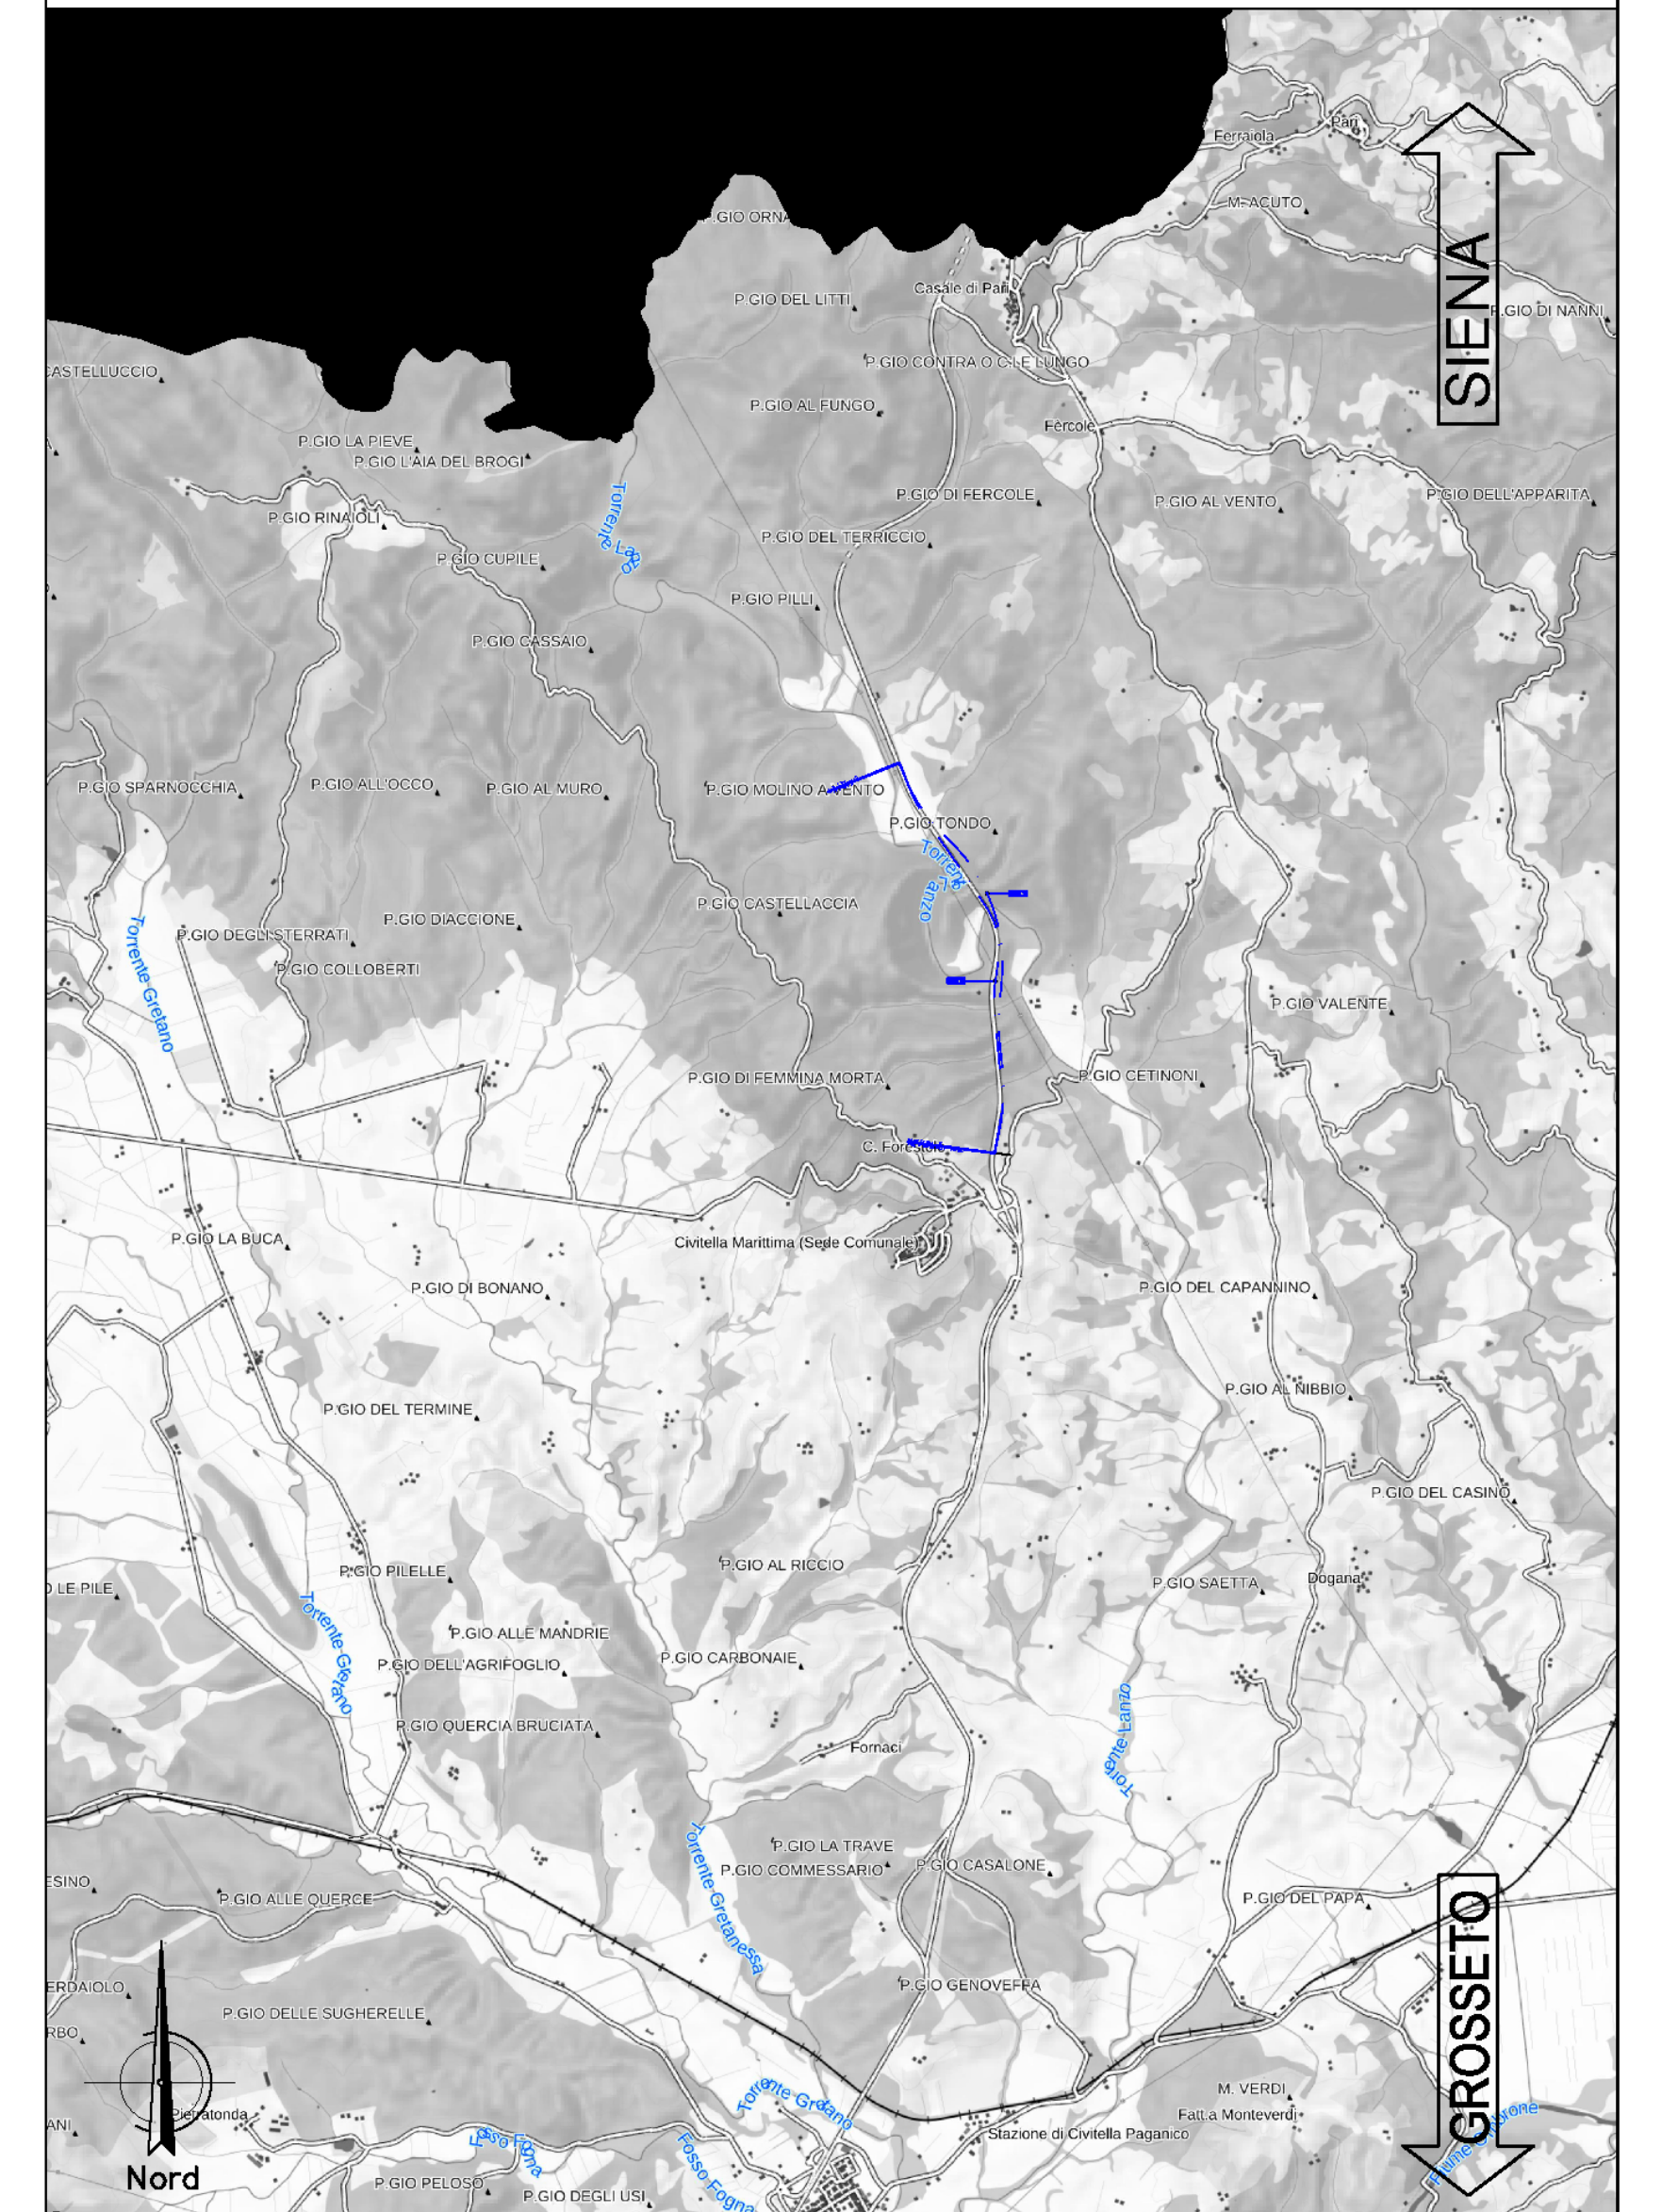 Pari
Ferraiola
M. ACUTO
.GIO ORNA
SIENA
Casale di Pari
P.GIO DEL LITTI
P.GIO DI NANNI
P.GIO CONTRA O C.LE LUNGO
CASTELLUCCIO
P.GIO AL FUNGO
Fèrcole
P.GIO LA PIEVE
P.GIO L'AIA DEL BROGI
P.GIO DI FERCOLE
P.GIO AL VENTO
P.GIO DELL'APPARITA
P.GIO RINAIOLI
Torrente Lanzo
P.GIO DEL TERRICCIO
P.GIO CUPILE
P.GIO PILLI
P.GIO CASSAIO
P.GIO SPARNOCCHIA
P.GIO ALL'OCCO
P.GIO AL MURO
P.GIO MOLINO A VENTO
P.GIO TONDO
Torrente Lanzo
P.GIO CASTELLACCIA
P.GIO DIACCIONE
P.GIO DEGLI STERRATI
Torrente Gretano
P.GIO COLLOBERTI
P.GIO VALENTE
P.GIO DI FEMMINA MORTA
P.GIO CETINONI
C. Forestole
P.GIO LA BUCA
Civitella Marittima (Sede Comunale)
P.GIO DI BONANO
P.GIO DEL CAPANNINO
P.GIO AL NIBBIO
P.GIO DEL TERMINE
P.GIO DEL CASINO
P.GIO AL RICCIO
P.GIO PILELLE
O LE PILE
P.GIO SAETTA
Dogana
Torrente Gretano
P.GIO ALLE MANDRIE
P.GIO CARBONAIE
P.GIO DELL'AGRIFOGLIO
Torrente Lanzo
P.GIO QUERCIA BRUCIATA
Fornaci
P.GIO LA TRAVE
P.GIO COMMESSARIO
P.GIO CASALONE
Torrente Gretanessa
ESINO
P.GIO ALLE QUERCE
P.GIO DEL PAPA
GROSSETO
P.GIO GENOVEFFA
ERDAIOLO
P.GIO DELLE SUGHERELLE
RBO
M. VERDI
Torrente Gretano
Pietratonda
Fatt.a Monteverdi
Fiume Ombrone
ANI
Stazione di Civitella Paganico
Fosso Fogna
Fosso Fogna
Nord
P.GIO PELOSO
P.GIO DEGLI USI